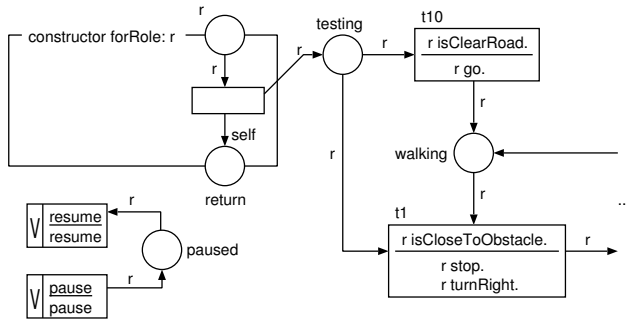 r
constructor forRole: r
r
self
return
r
testing
r
r
t10
r isClearRoad.
r go.
r
walking
r
t1
r isCloseToObstacle.
r stop.
r turnRight.
r
..
V
resume
resume
r
paused
V
pause
pause
r